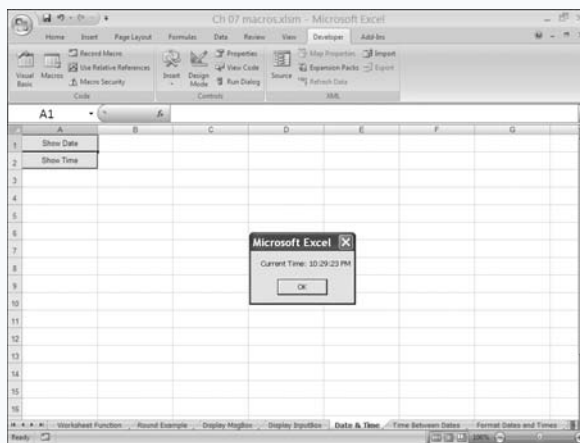 Ch 07 macros.xlsm - Microsoft Excel
Home Insert Page Layout Formulas Data Review View Developer Add-Ins
Visual Basic
Macros
Record Macro
Use Relative References
Macro Security
Code
Insert
Design Mode
Properties
View Code
Run Dialog
Controls
Source
Map Properties
Expansion Packs
Refresh Data
Import
Export
XML
A1
fx
A B C D E F G
1 Show Date
2 Show Time
3
4
5
6
7
8
9
10
11
12
13
14
15
16
Microsoft Excel
Current Time: 10:29:23 PM
OK
Worksheet Function Round Example Display MsgBox Display InputBox Date & Time Time Between Dates Format Dates and Times
Ready
100%